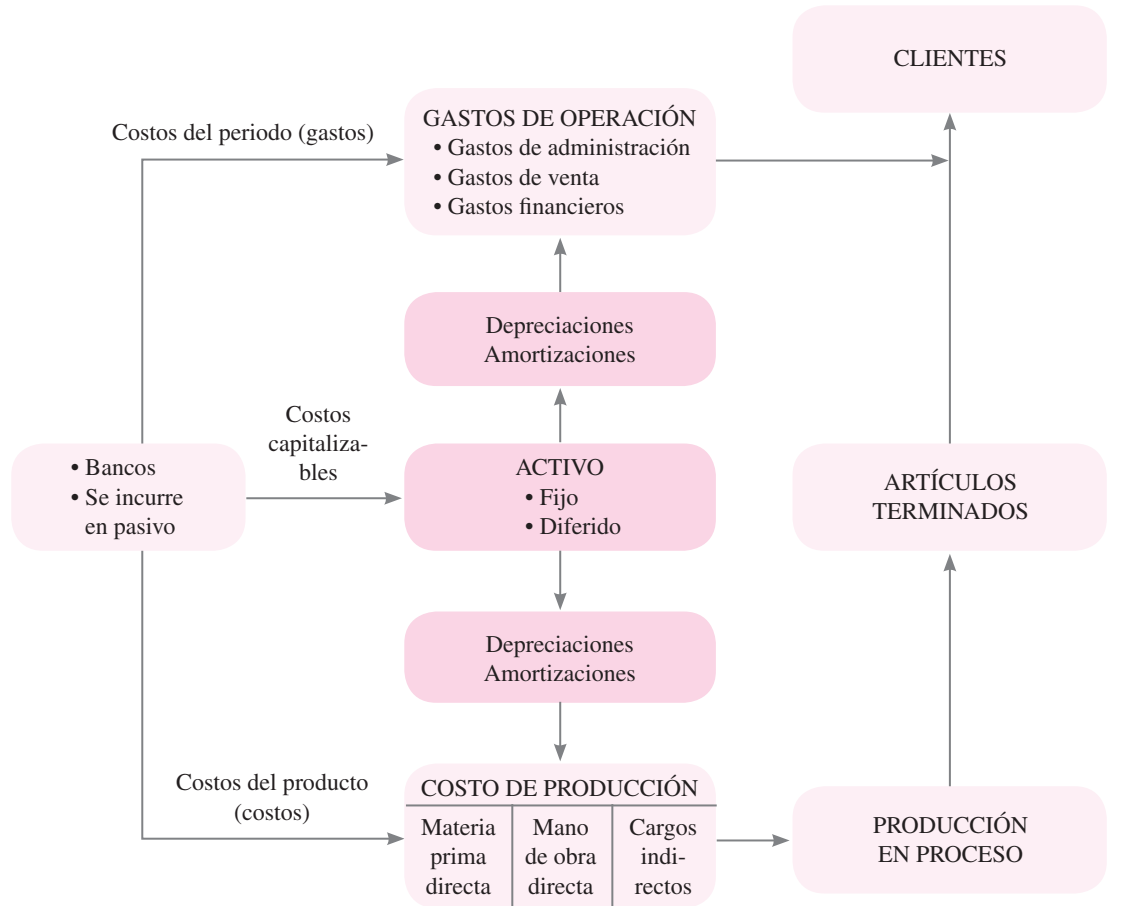 CLIENTES
Costos del periodo (gastos)
GASTOS DE OPERACIÓN
• Gastos de administración
• Gastos de venta
• Gastos financieros
Depreciaciones
Amortizaciones
Costos
capitaliza-
bles
• Bancos
• Se incurre
en pasivo
ACTIVO
• Fijo
• Diferido
ARTÍCULOS
TERMINADOS
Depreciaciones
Amortizaciones
Costos del producto
(costos)
COSTO DE PRODUCCIÓN
Materia
prima
directa
Mano
de obra
directa
Cargos
indi-
rectos
PRODUCCIÓN
EN PROCESO